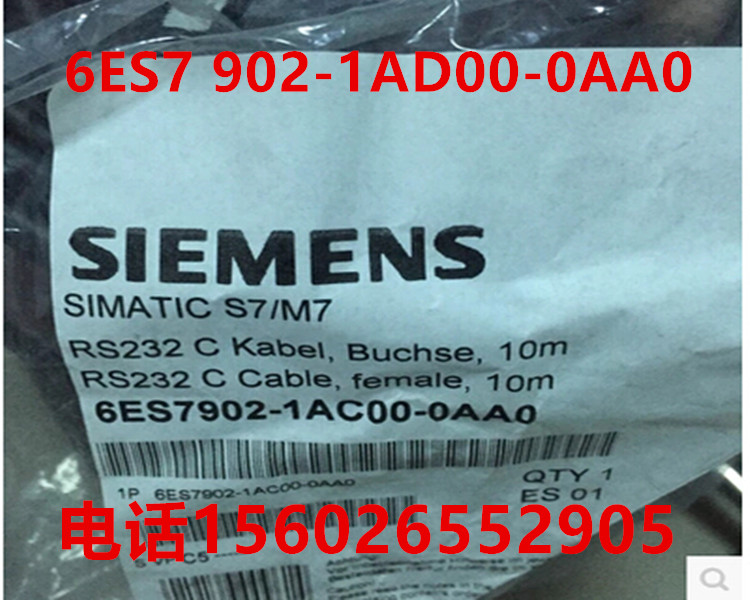 6ES7 902-1AD00-0AA0
SIEMENS
SIMATIC S7/M7
RS232 C Kabel, Buchse, 10m
RS232 C Cable, female, 10m
6ES7902-1AC00-0AA0
QTY 1
1P 6ES7902-1AC00-0AA0
ES 01
电话156026552905